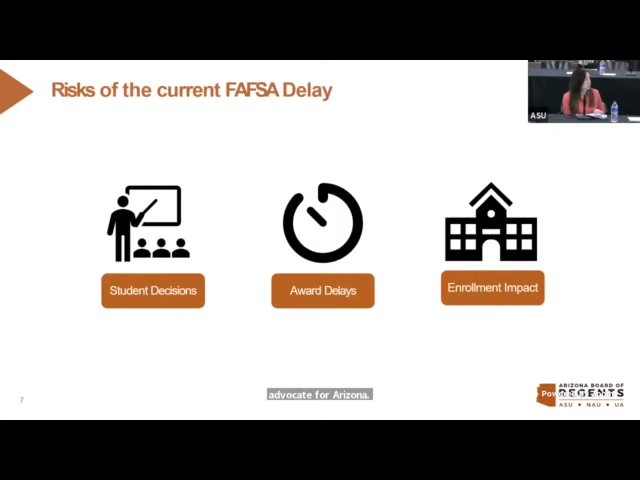 Risks of the current FAFSA Delay
ASU
Student Decisions
Award Delays
Enrollment Impact
advocate for Arizona.
7
ARIZONA BOARD OF
REGENTS
ASU • NAU • UA